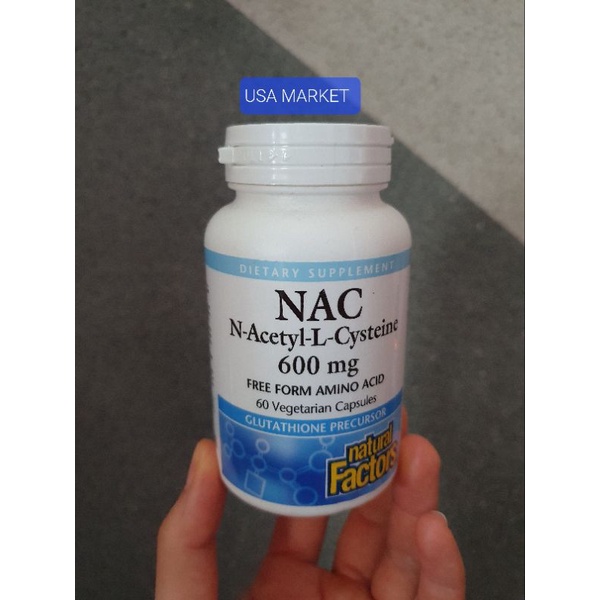 USA MARKET
DIETARY SUPPLEMENT
NAC
N-Acetyl-L-Cysteine
600 mg
FREE FORM AMINO ACID
60 Vegetarian Capsules
GLUTATHIONE PRECURSOR
natural
Factors